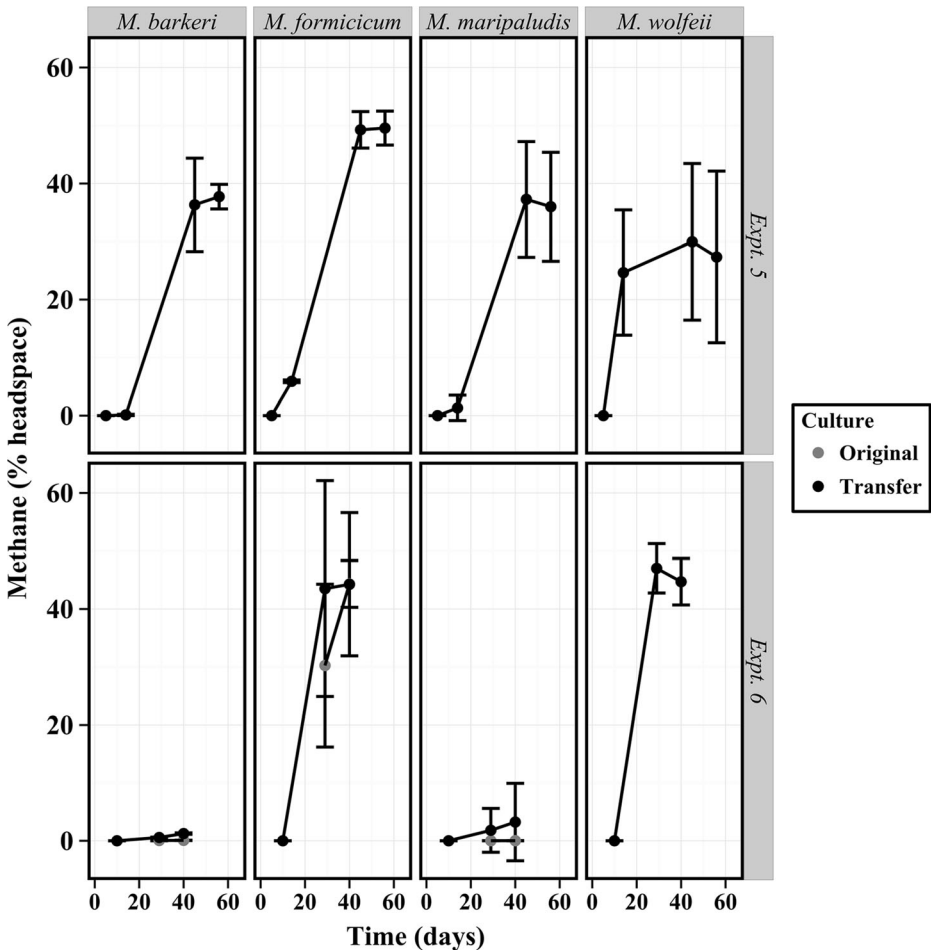 M. barkeri M. formicicum M. maripaludis M. wolfeii
60
40
20
0
Expt. 5
60
40
20
0
Expt. 6
0 20 40 60 0 20 40 60 0 20 40 60 0 20 40 60
Time (days)
Methane (% headspace)
Culture
Original
Transfer